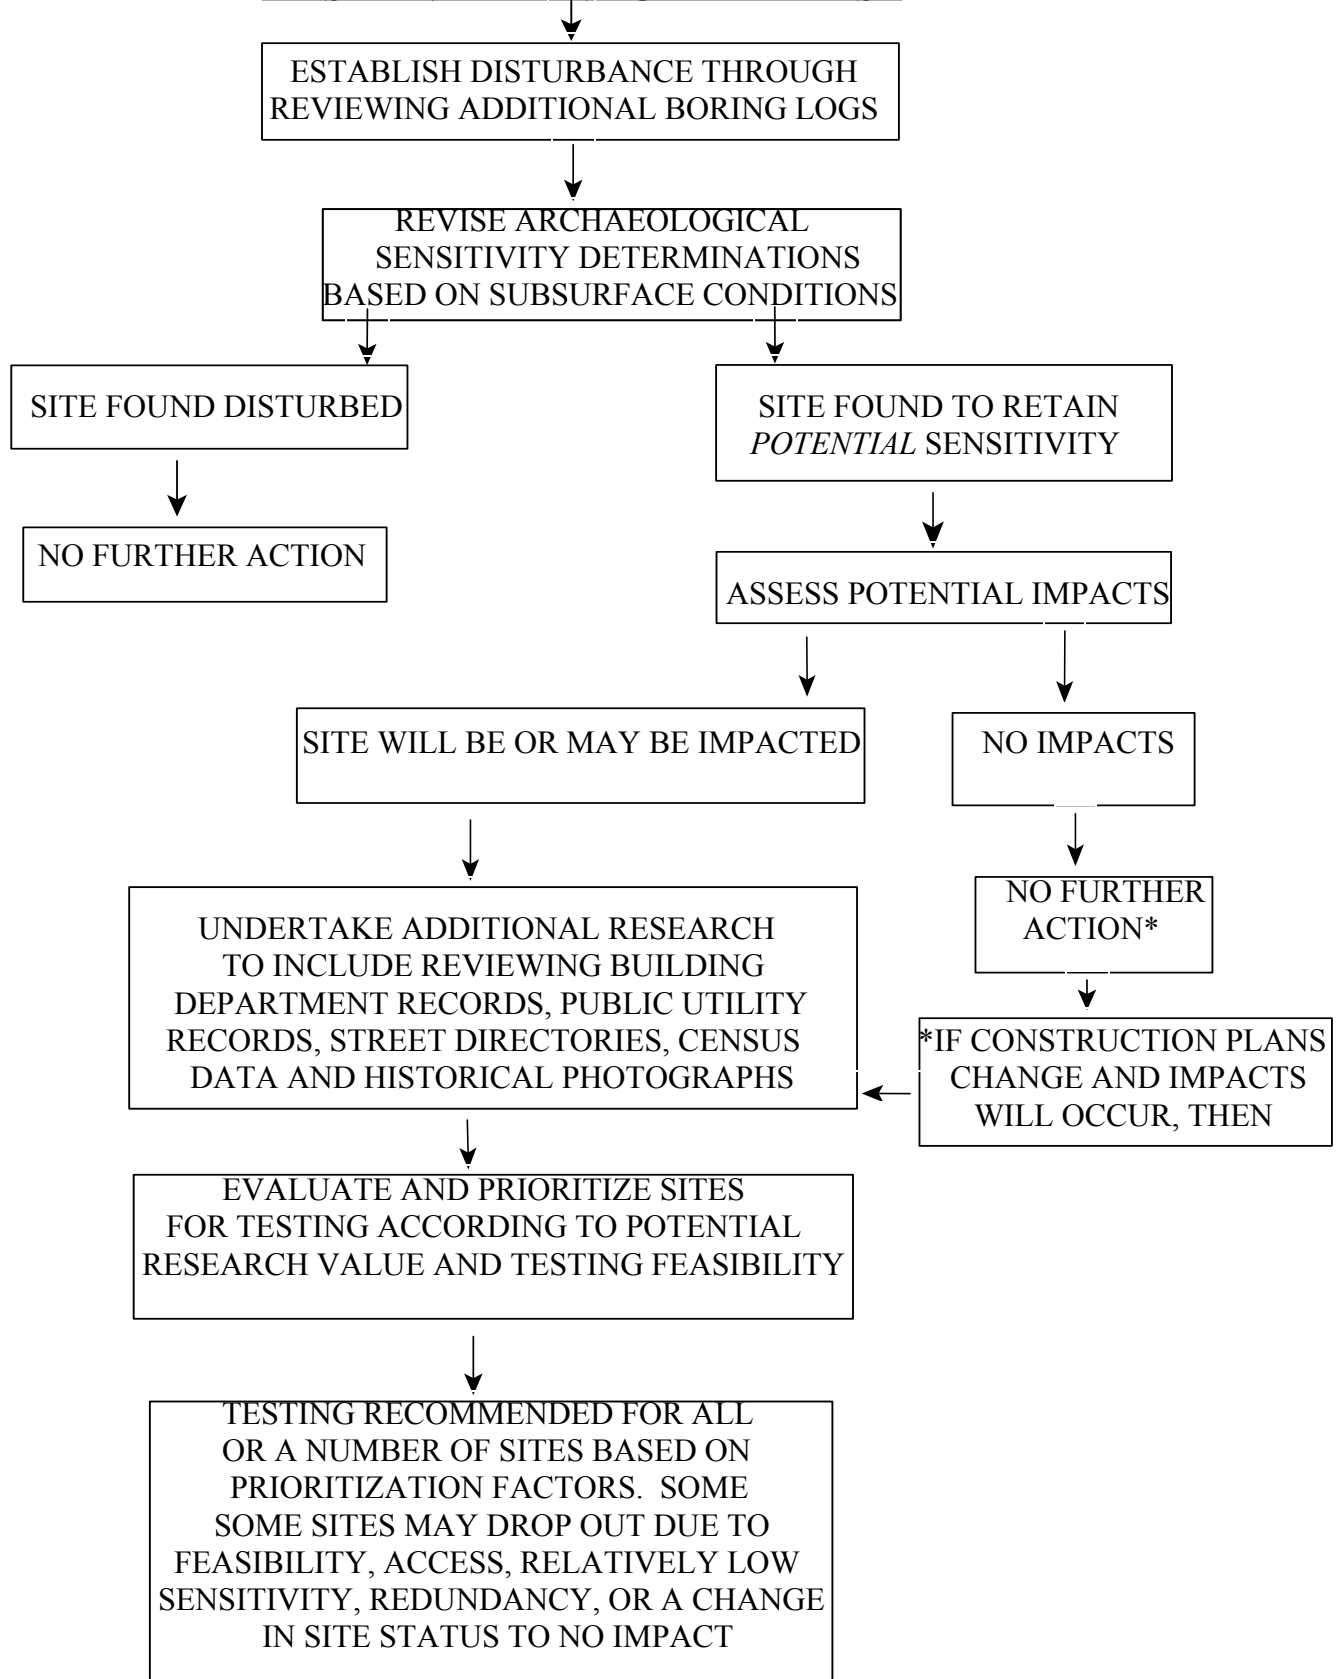 ESTABLISH DISTURBANCE THROUGH
REVIEWING ADDITIONAL BORING LOGS
REVISE ARCHAEOLOGICAL
SENSITIVITY DETERMINATIONS
BASED ON SUBSURFACE CONDITIONS
SITE FOUND DISTURBED
NO FURTHER ACTION
SITE FOUND TO RETAIN
POTENTIAL SENSITIVITY
ASSESS POTENTIAL IMPACTS
SITE WILL BE OR MAY BE IMPACTED
NO IMPACTS
NO FURTHER
ACTION*
*IF CONSTRUCTION PLANS
CHANGE AND IMPACTS
WILL OCCUR, THEN
UNDERTAKE ADDITIONAL RESEARCH
TO INCLUDE REVIEWING BUILDING
DEPARTMENT RECORDS, PUBLIC UTILITY
RECORDS, STREET DIRECTORIES, CENSUS
DATA AND HISTORICAL PHOTOGRAPHS
EVALUATE AND PRIORITIZE SITES
FOR TESTING ACCORDING TO POTENTIAL
RESEARCH VALUE AND TESTING FEASIBILITY
TESTING RECOMMENDED FOR ALL
OR A NUMBER OF SITES BASED ON
PRIORITIZATION FACTORS.  SOME
SOME SITES MAY DROP OUT DUE TO
FEASIBILITY, ACCESS, RELATIVELY LOW
SENSITIVITY, REDUNDANCY, OR A CHANGE
IN SITE STATUS TO NO IMPACT